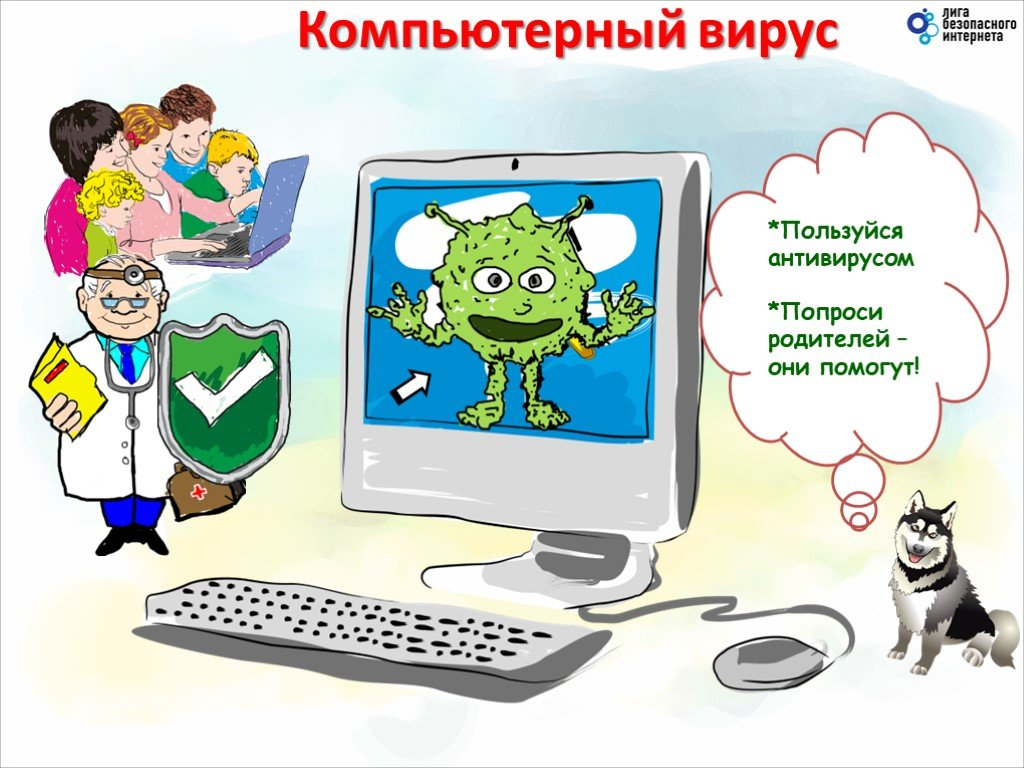 Компьютерный вирус
лига
безопасного
интернета
*Пользуйся
антивирусом
*Попроси
родителей –
они помогут!